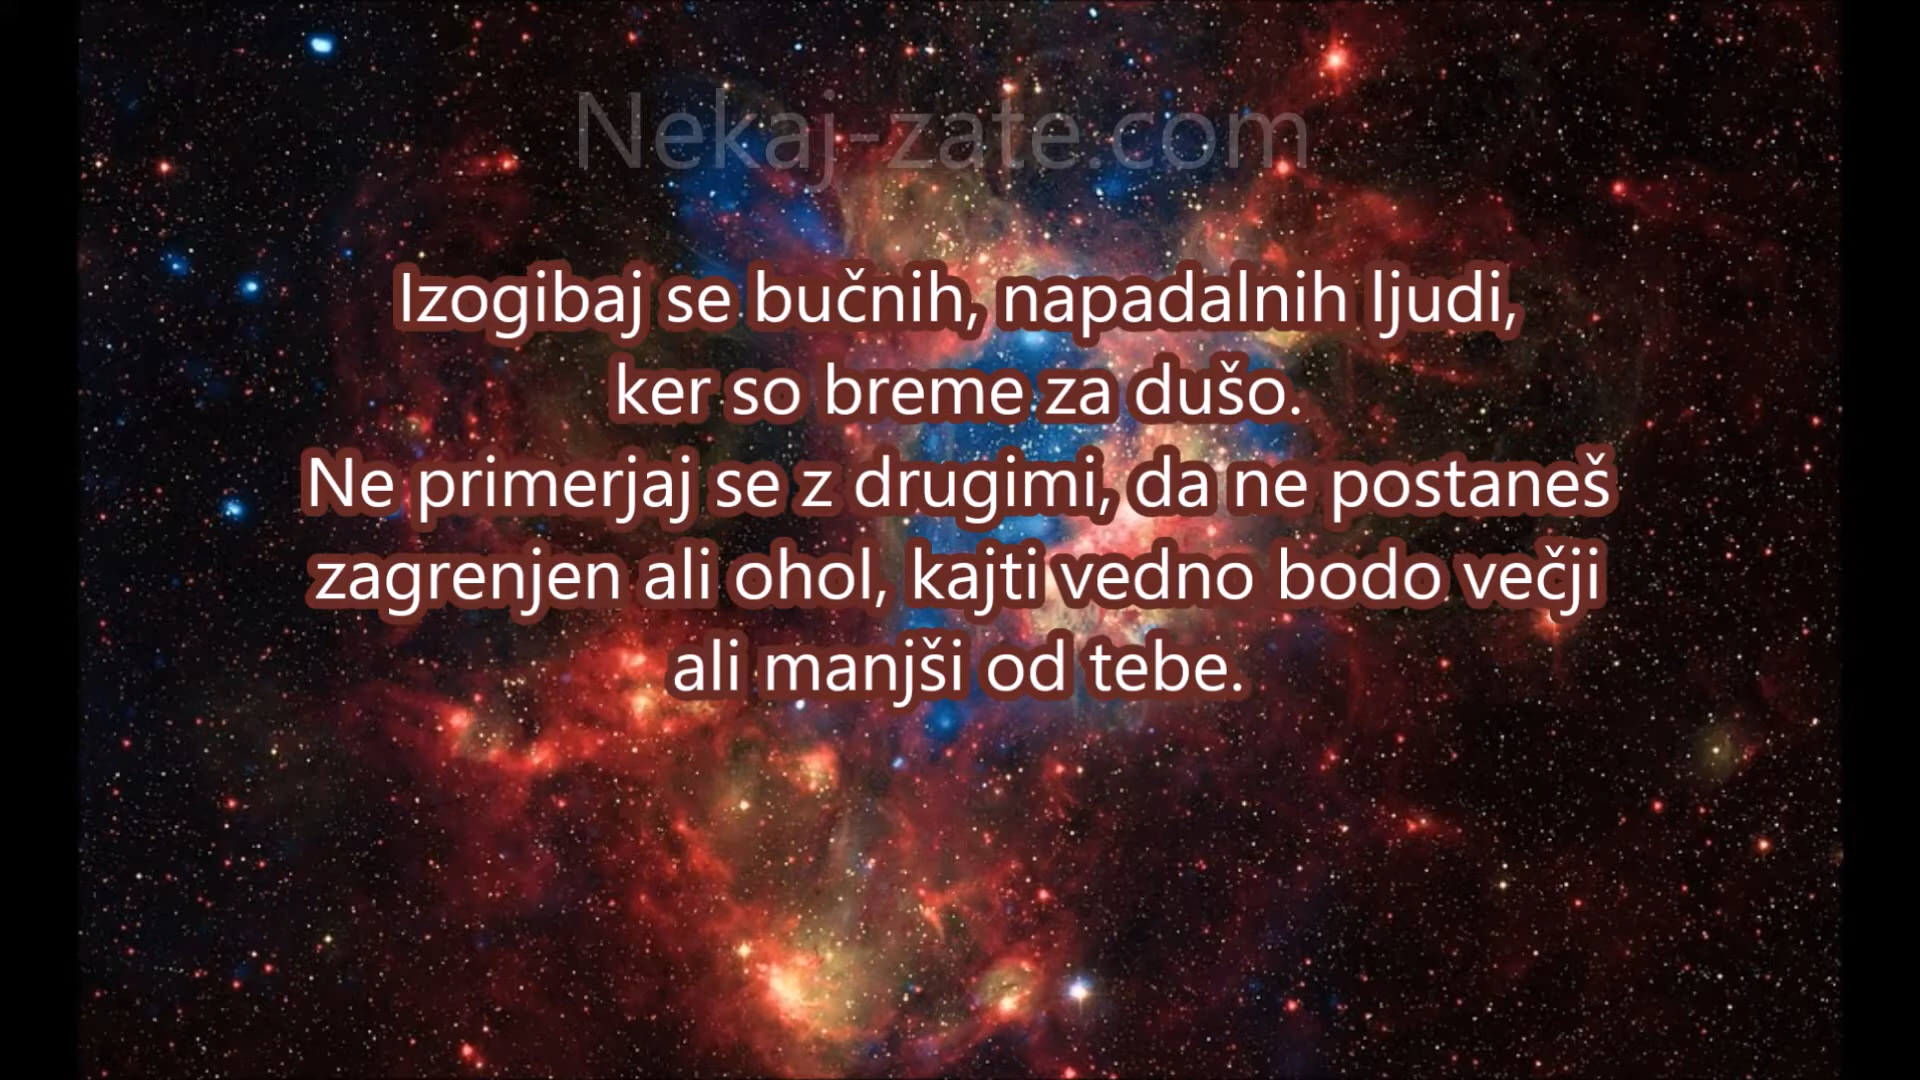 Nekaj-zate.com
Izogibaj se bučnih, napadalnih ljudi,
ker so breme za dušo.
Ne primerjaj se z drugimi, da ne postaneš
zagrenjen ali ohol, kajti vedno bodo večji
ali manjši od tebe.